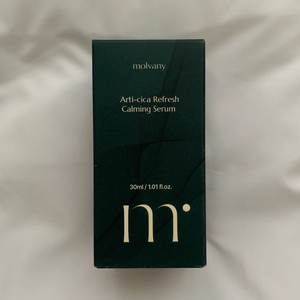 molvany
Arti-cica Refresh
Calming Serum
30ml / 1.01 fl.oz.
m